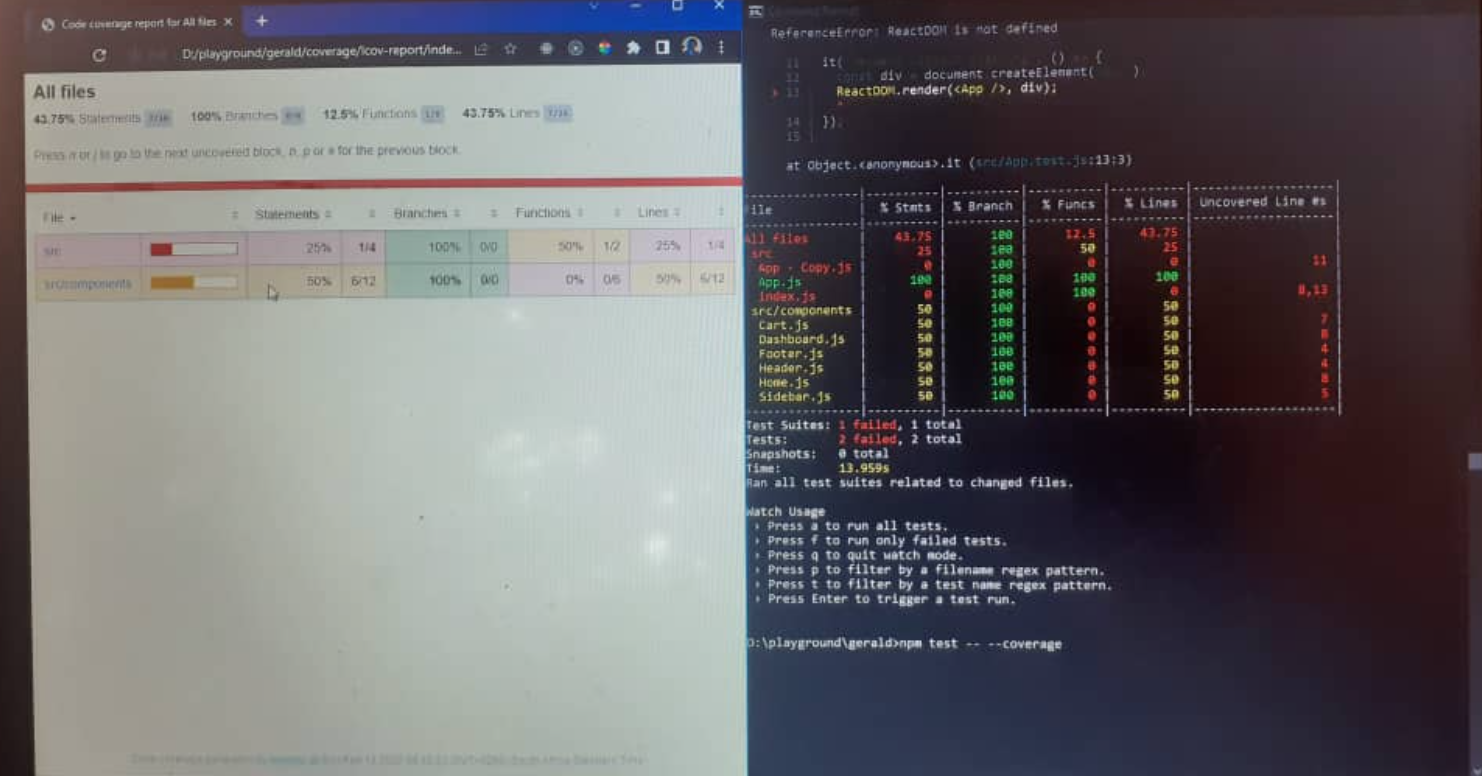 Code coverage report for All files
D:/playground/gerald/coverage/lcov-report/inde...
All files
43.75% Statements 7/16 100% Branches 0/0 12.5% Functions 1/8 43.75% Lines 7/16
Press n or j to go to the next uncovered block, b, p or k for the previous block.
File Statements Branches Functions Lines
src 25% 1/4 100% 0/0 50% 1/2 25% 1/4
src/components 50% 6/12 100% 0/0 0% 0/6 50% 6/12
ReferenceError: ReactDOM is not defined
11 it( () {
12 const div = document createElement( )
> 13 ReactDOM.render(<App />, div);
^
14 });
15
at Object.<anonymous>.it (src/App.test.js:13:3)
ile % Stmts % Branch % Funcs % Lines Uncovered Line #s
All files 43.75 100 12.5 43.75
src 25 100 50 25
App - Copy.js 0 100 0 0 11
App.js 100 100 100 100
index.js 0 100 100 0 8,13
src/components 50 100 0 50
Cart.js 50 100 0 50 7
Dashboard.js 50 100 0 50
Footer.js 50 100 0 50 4
Header.js 50 100 0 50 4
Home.js 50 100 0 50
Sidebar.js 50 100 0 50 5
Test Suites: 1 failed, 1 total
Tests: 2 failed, 2 total
Snapshots: 0 total
Time: 13.959s
Ran all test suites related to changed files.
Watch Usage
› Press a to run all tests.
› Press f to run only failed tests.
› Press q to quit watch mode.
› Press p to filter by a filename regex pattern.
› Press t to filter by a test name regex pattern.
› Press Enter to trigger a test run.
D:\playground\gerald>npm test -- --coverage